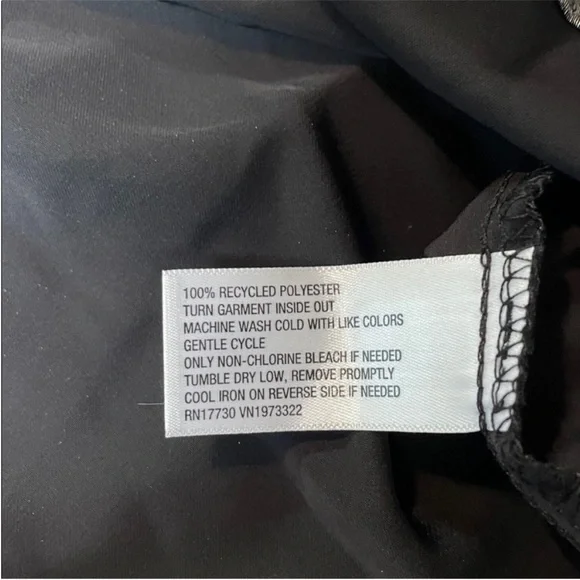 100% RECYCLED POLYESTER
TURN GARMENT INSIDE OUT
MACHINE WASH COLD WITH LIKE COLORS
GENTLE CYCLE
ONLY NON-CHLORINE BLEACH IF NEEDED
TUMBLE DRY LOW, REMOVE PROMPTLY
COOL IRON ON REVERSE SIDE IF NEEDED
RN17730 VN1973322